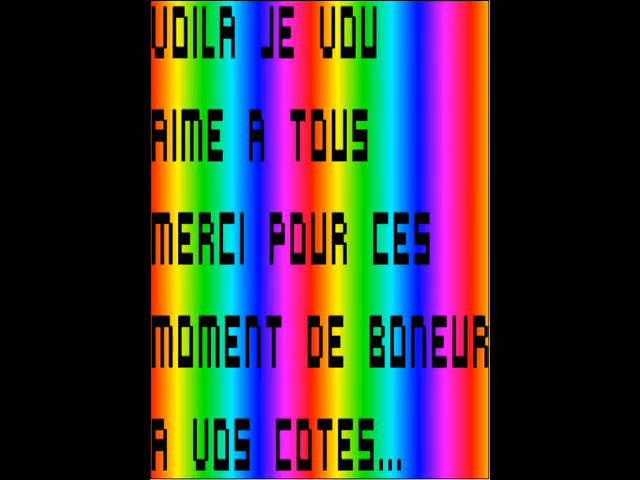 VOILA JE VOU
AIME A TOUS
MERCI POUR CES
MOMENT DE BONEUR
A VOS COTES...